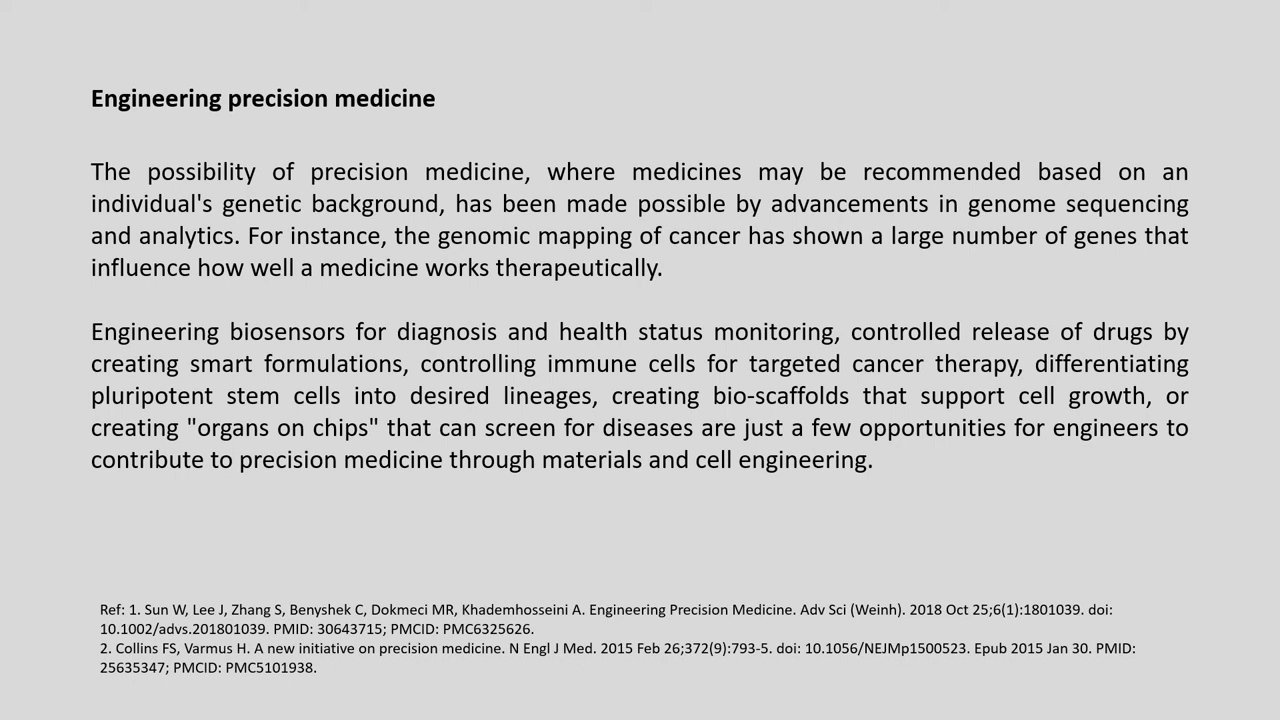 Engineering precision medicine
The possibility of precision medicine, where medicines may be recommended based on an
individual's genetic background, has been made possible by advancements in genome sequencing
and analytics. For instance, the genomic mapping of cancer has shown a large number of genes that
influence how well a medicine works therapeutically.
Engineering biosensors for diagnosis and health status monitoring, controlled release of drugs by
creating smart formulations, controlling immune cells for targeted cancer therapy, differentiating
pluripotent stem cells into desired lineages, creating bio-scaffolds that support cell growth, or
creating "organs on chips" that can screen for diseases are just a few opportunities for engineers to
contribute to precision medicine through materials and cell engineering.
Ref: 1. Sun W, Lee J, Zhang S, Benyshek C, Dokmeci MR, Khademhosseini A. Engineering Precision Medicine. Adv Sci (Weinh). 2018 Oct 25;6(1):1801039. doi:
10.1002/advs.201801039. PMID: 30643715; PMCID: PMC6325626.
2. Collins FS, Varmus H. A new initiative on precision medicine. N Engl J Med. 2015 Feb 26;372(9):793-5. doi: 10.1056/NEJMp1500523. Epub 2015 Jan 30. PMID:
25635347; PMCID: PMC5101938.